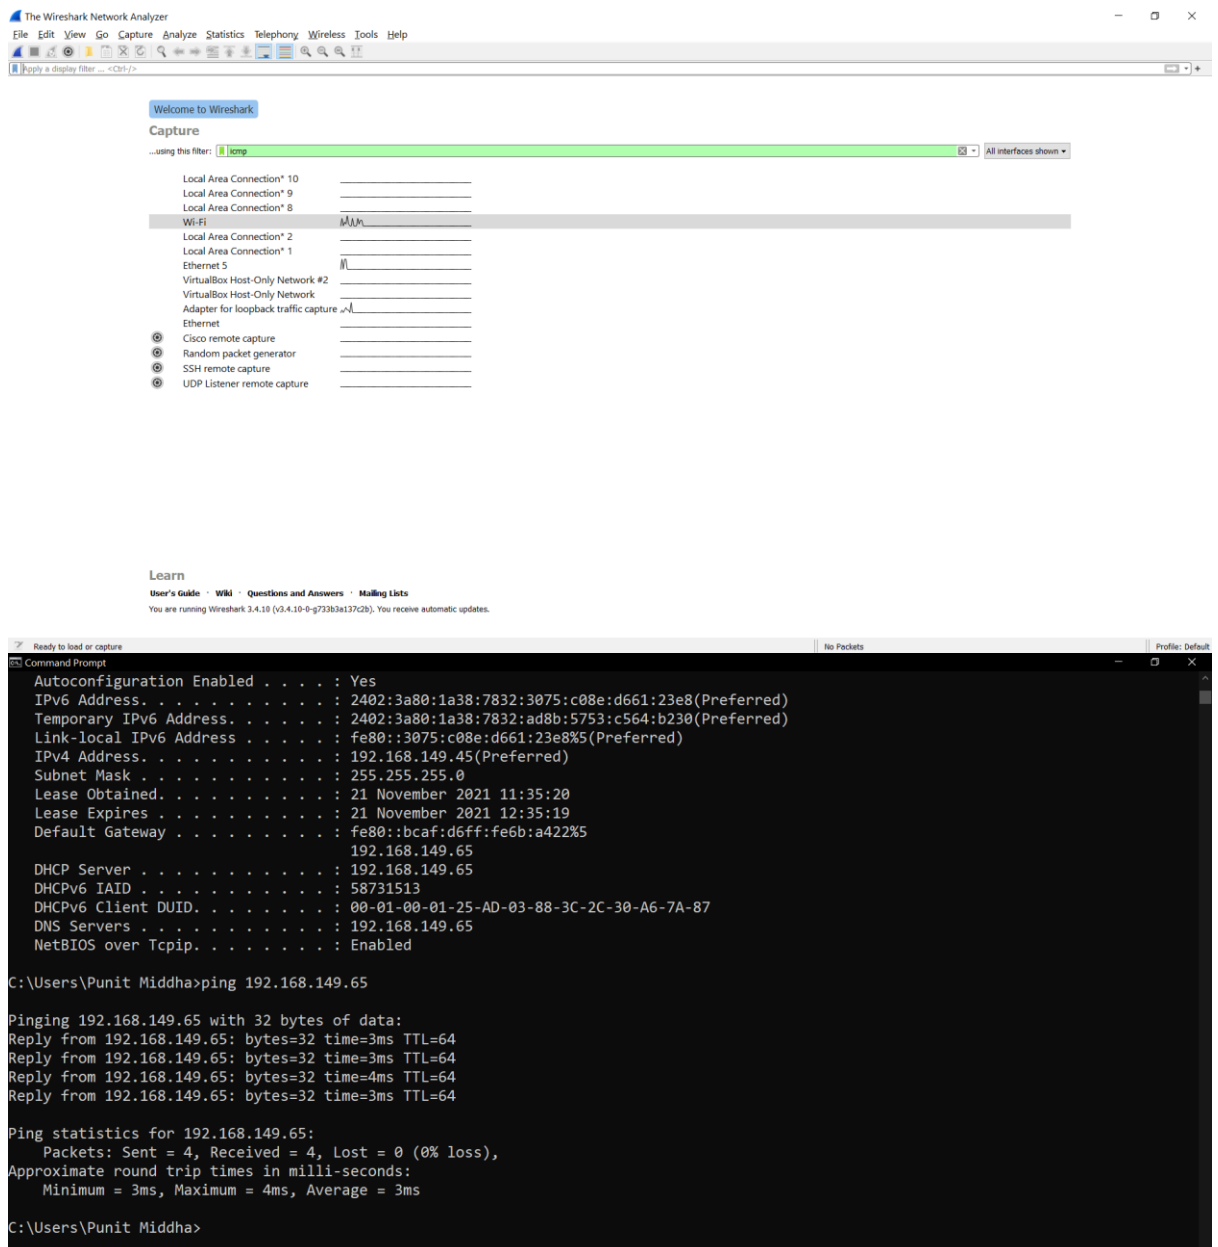 The Wireshark Network Analyzer
File Edit View Go Capture Analyze Statistics Telephony Wireless Tools Help
Apply a display filter ... <Ctrl-/>
Welcome to Wireshark
Capture
...using this filter: icmp All interfaces shown
Local Area Connection* 10
Local Area Connection* 9
Local Area Connection* 8
Wi-Fi
Local Area Connection* 2
Local Area Connection* 1
Ethernet 5
VirtualBox Host-Only Network #2
VirtualBox Host-Only Network
Adapter for loopback traffic capture
Ethernet
Cisco remote capture
Random packet generator
SSH remote capture
UDP Listener remote capture
Learn
User's Guide · Wiki · Questions and Answers · Mailing Lists
You are running Wireshark 3.4.10 (v3.4.10-0-g733b3a137c2b). You receive automatic updates.
Ready to load or capture No Packets Profile: Default
Command Prompt
Autoconfiguration Enabled . . . . : Yes
IPv6 Address. . . . . . . . . . . : 2402:3a80:1a38:7832:3075:c08e:d661:23e8(Preferred)
Temporary IPv6 Address. . . . . . : 2402:3a80:1a38:7832:ad8b:5753:c564:b230(Preferred)
Link-local IPv6 Address . . . . . : fe80::3075:c08e:d661:23e8%5(Preferred)
IPv4 Address. . . . . . . . . . . : 192.168.149.45(Preferred)
Subnet Mask . . . . . . . . . . . : 255.255.255.0
Lease Obtained. . . . . . . . . . : 21 November 2021 11:35:20
Lease Expires . . . . . . . . . . : 21 November 2021 12:35:19
Default Gateway . . . . . . . . . : fe80::bcaf:d6ff:fe6b:a422%5
192.168.149.65
DHCP Server . . . . . . . . . . . : 192.168.149.65
DHCPv6 IAID . . . . . . . . . . . : 58731513
DHCPv6 Client DUID. . . . . . . . : 00-01-00-01-25-AD-03-88-3C-2C-30-A6-7A-87
DNS Servers . . . . . . . . . . . : 192.168.149.65
NetBIOS over Tcpip. . . . . . . . : Enabled
C:\Users\Punit Middha>ping 192.168.149.65
Pinging 192.168.149.65 with 32 bytes of data:
Reply from 192.168.149.65: bytes=32 time=3ms TTL=64
Reply from 192.168.149.65: bytes=32 time=3ms TTL=64
Reply from 192.168.149.65: bytes=32 time=4ms TTL=64
Reply from 192.168.149.65: bytes=32 time=3ms TTL=64
Ping statistics for 192.168.149.65:
Packets: Sent = 4, Received = 4, Lost = 0 (0% loss),
Approximate round trip times in milli-seconds:
Minimum = 3ms, Maximum = 4ms, Average = 3ms
C:\Users\Punit Middha>